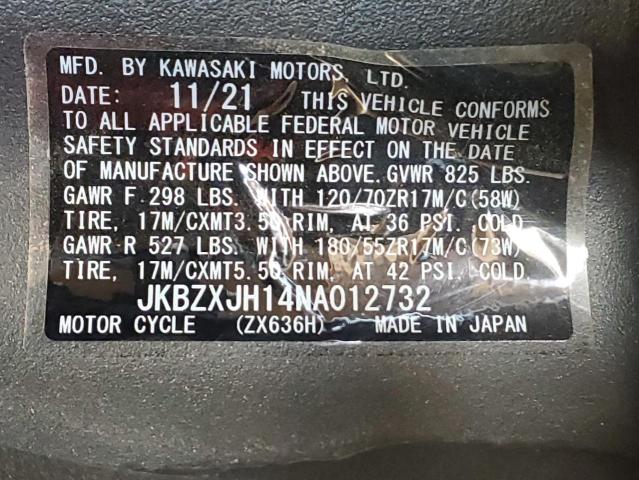 MFD. BY KAWASAKI MOTORS, LTD.
DATE: 11/21 THIS VEHICLE CONFORMS
TO ALL APPLICABLE FEDERAL MOTOR VEHICLE
SAFETY STANDARDS IN EFFECT ON THE DATE
OF MANUFACTURE SHOWN ABOVE. GVWR 825 LBS.
GAWR F. 298 LBS. WITH 120/70ZR17M/C(58W)
TIRE, 17M/CXMT3.50 RIM, AT 36 PSI. COLD
GAWR R 527 LBS. WITH 180/55ZR17M/C(73W)
TIRE, 17M/CXMT5.50 RIM, AT 42 PSI. COLD
JKBZXJH14NA012732
MOTOR CYCLE (ZX636H) MADE IN JAPAN